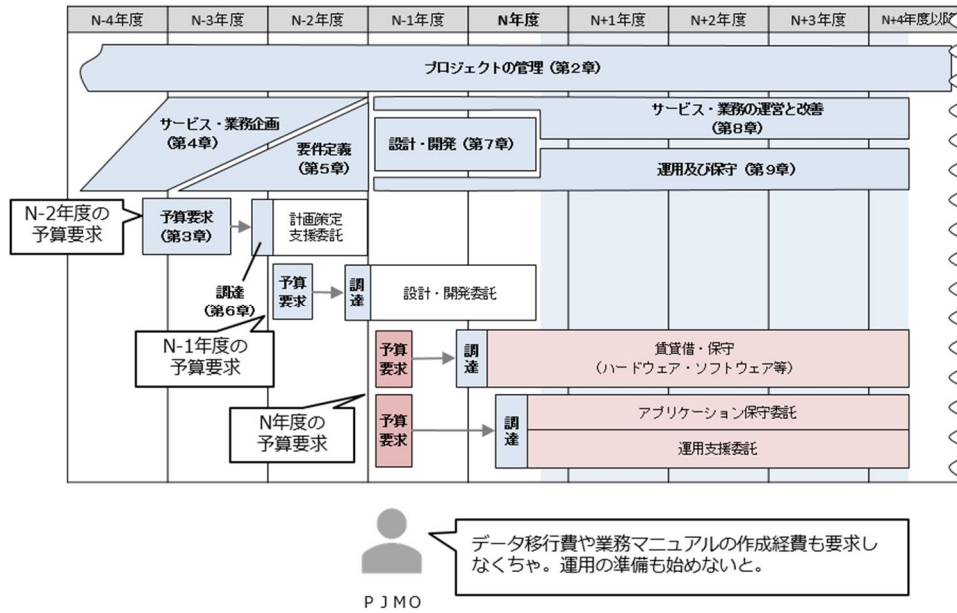 N-4年度
N-3年度
N-2年度
N-1年度
N年度
N+1年度
N+2年度
N+3年度
N+4年度以降
プロジェクトの管理（第2章）
サービス・業務企画
（第4章）
要件定義
（第5章）
設計・開発（第7章）
サービス・業務の運営と改善
（第8章）
運用及び保守（第9章）
N-2年度の
予算要求
予算要求
（第3章）
計画策定
支援委託
調達
（第6章）
予算
要求
調
達
設計・開発委託
N-1年度の
予算要求
予算
要求
調
達
賃貸借・保守
（ハードウェア・ソフトウェア等）
N年度の
予算要求
予算
要求
調
達
アプリケーション保守委託
運用支援委託
データ移行費や業務マニュアルの作成経費も要求し
なくちゃ。運用の準備も始めないと。
ＰＪＭＯ